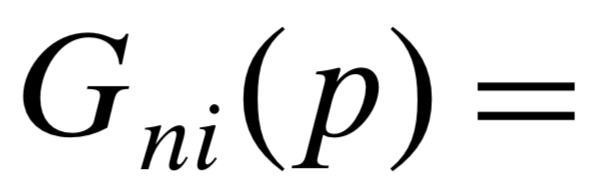 G_{ni}(p) =